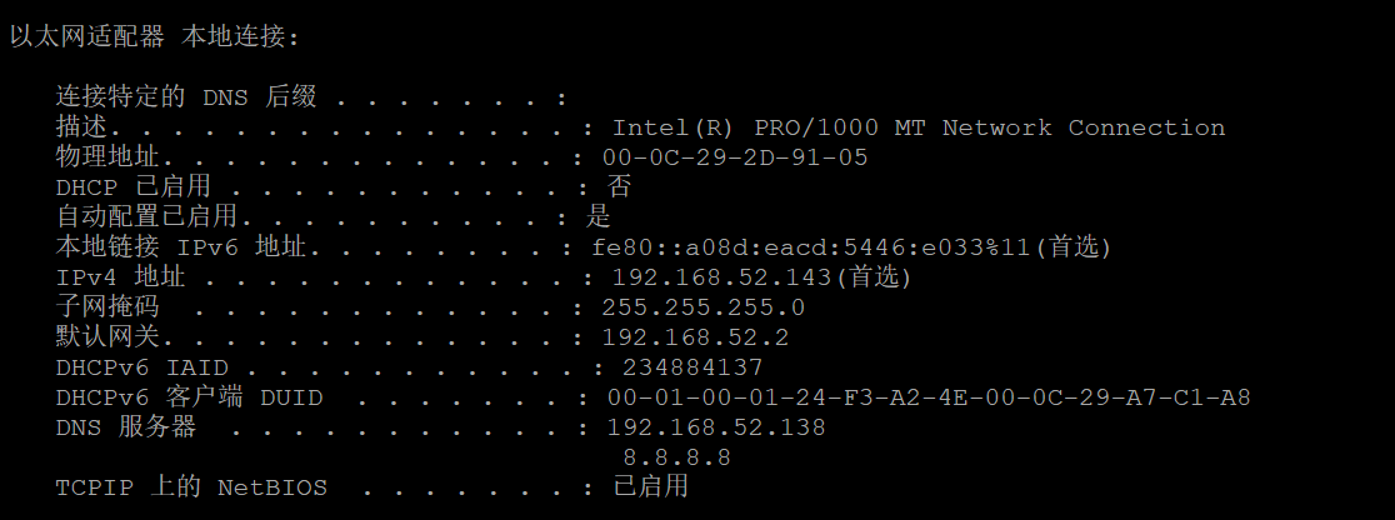 以太网适配器 本地连接:
连接特定的 DNS 后缀 . . . . . . . :
描述. . . . . . . . . . . . . . . : Intel(R) PRO/1000 MT Network Connection
物理地址. . . . . . . . . . . . . : 00-0C-29-2D-91-05
DHCP 已启用 . . . . . . . . . . . : 否
自动配置已启用. . . . . . . . . . : 是
本地链接 IPv6 地址. . . . . . . . : fe80::a08d:eacd:5446:e033%11(首选)
IPv4 地址 . . . . . . . . . . . . : 192.168.52.143(首选)
子网掩码  . . . . . . . . . . . . : 255.255.255.0
默认网关. . . . . . . . . . . . . : 192.168.52.2
DHCPv6 IAID . . . . . . . . . . . : 234884137
DHCPv6 客户端 DUID  . . . . . . . : 00-01-00-01-24-F3-A2-4E-00-0C-29-A7-C1-A8
DNS 服务器  . . . . . . . . . . . : 192.168.52.138
8.8.8.8
TCPIP 上的 NetBIOS  . . . . . . . : 已启用